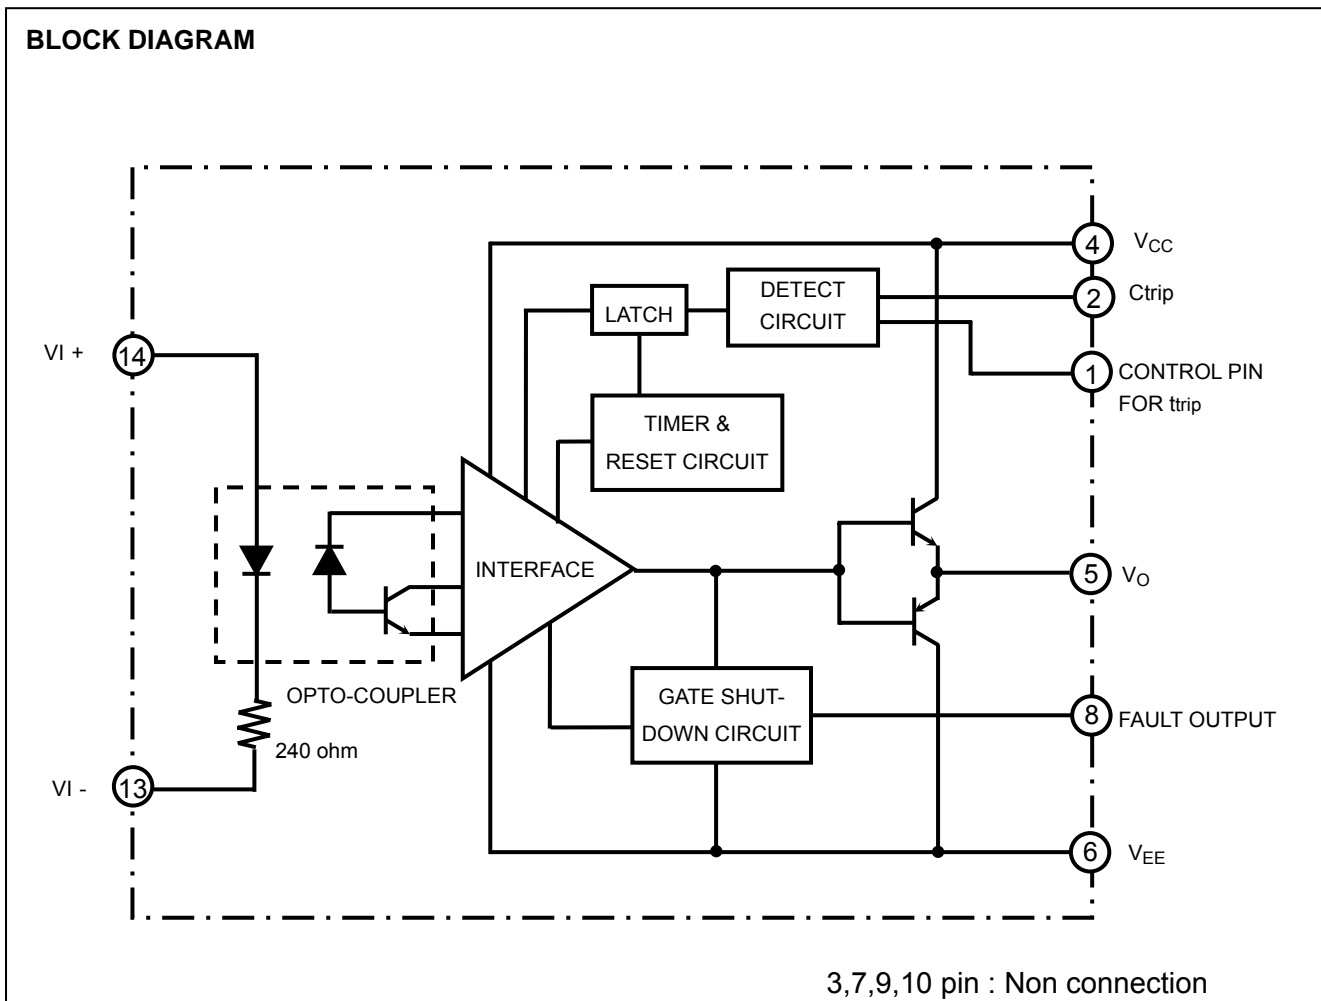 BLOCK DIAGRAM
4
VCC
2
Ctrip
1
CONTROL PIN
FOR ttrip
DETECT
CIRCUIT
LATCH
TIMER &
RESET CIRCUIT
VI +
14
INTERFACE
5
VO
OPTO-COUPLER
240 ohm
GATE SHUT-
DOWN CIRCUIT
8
FAULT OUTPUT
VI -
13
6
VEE
3,7,9,10 pin : Non connection